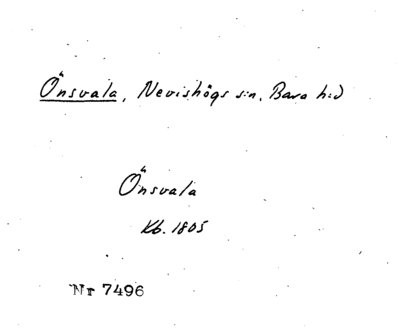 Önsvala, Nevishögs s:n, Bara h:d
Önsvala
Kb. 1805
Nr 7496